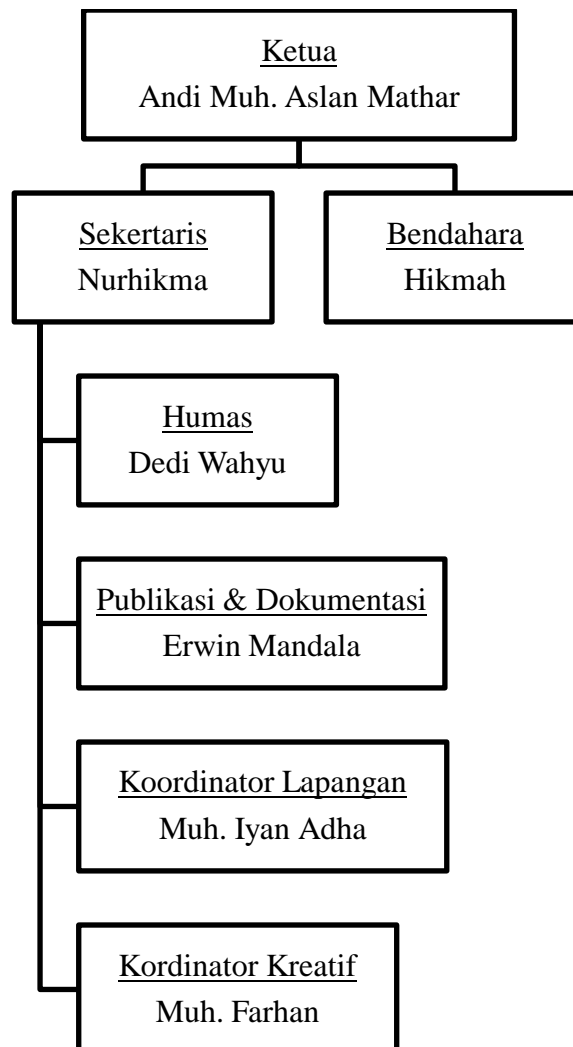 Ketua
Andi Muh. Aslan Mathar
Sekertaris
Nurhikma
Bendahara
Hikmah
Humas
Dedi Wahyu
Publikasi & Dokumentasi
Erwin Mandala
Koordinator Lapangan
Muh. Iyan Adha
Kordinator Kreatif
Muh. Farhan